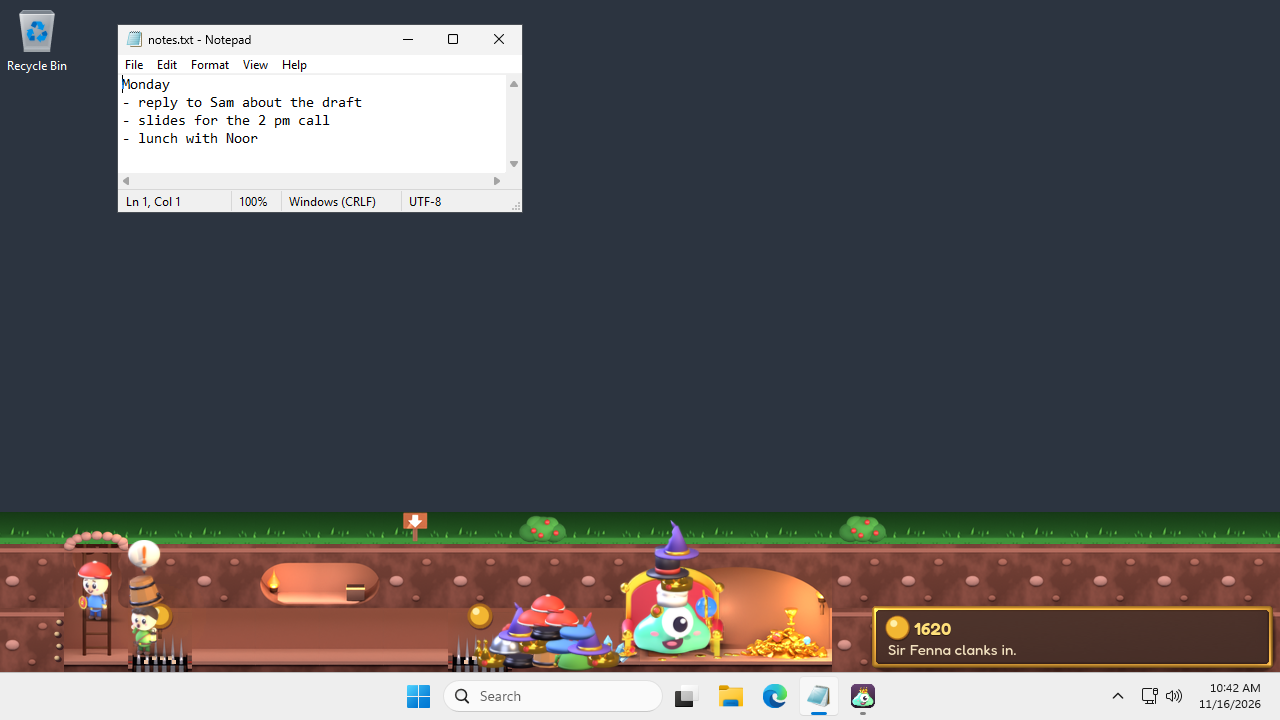 Recycle Bin
notes.txt - Notepad
File Edit Format View Help
Monday
- reply to Sam about the draft
- slides for the 2 pm call
- lunch with Noor
Ln 1, Col 1 100% Windows (CRLF) UTF-8
1620
Sir Fenna clanks in.
Search
10:42 AM
11/16/2026